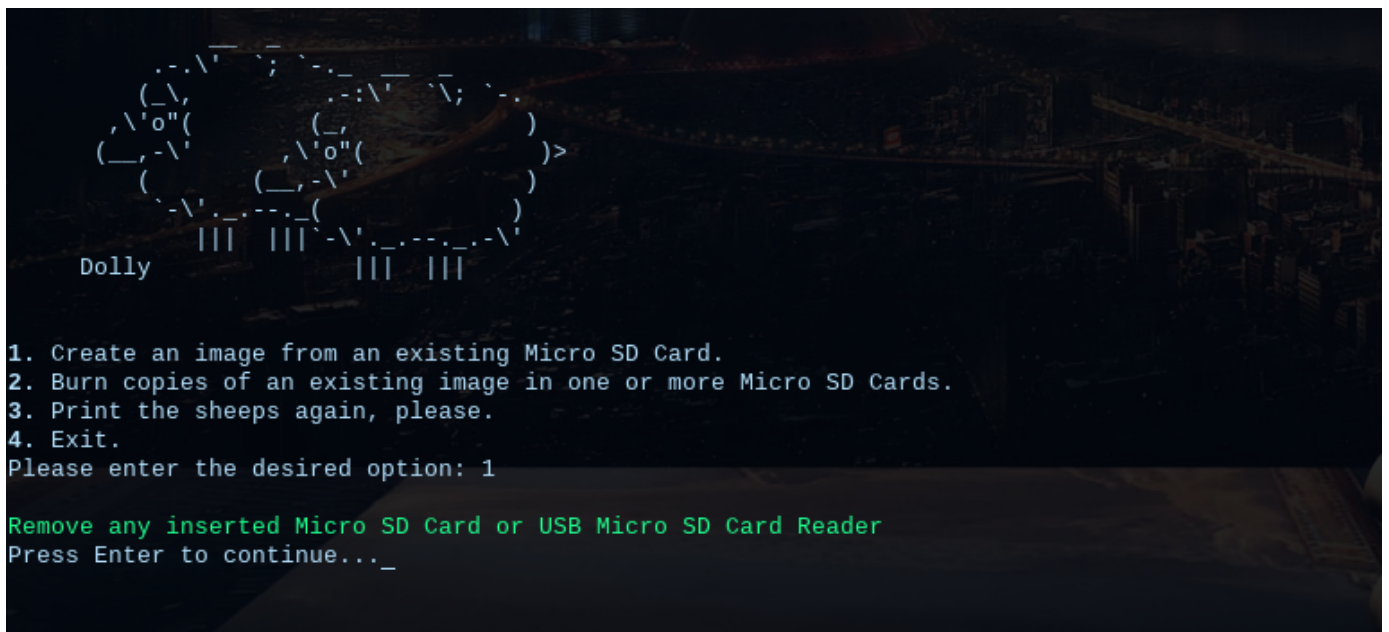 Dolly
1. Create an image from an existing Micro SD Card.
2. Burn copies of an existing image in one or more Micro SD Cards.
3. Print the sheeps again, please.
4. Exit.
Please enter the desired option: 1
Remove any inserted Micro SD Card or USB Micro SD Card Reader
Press Enter to continue..._